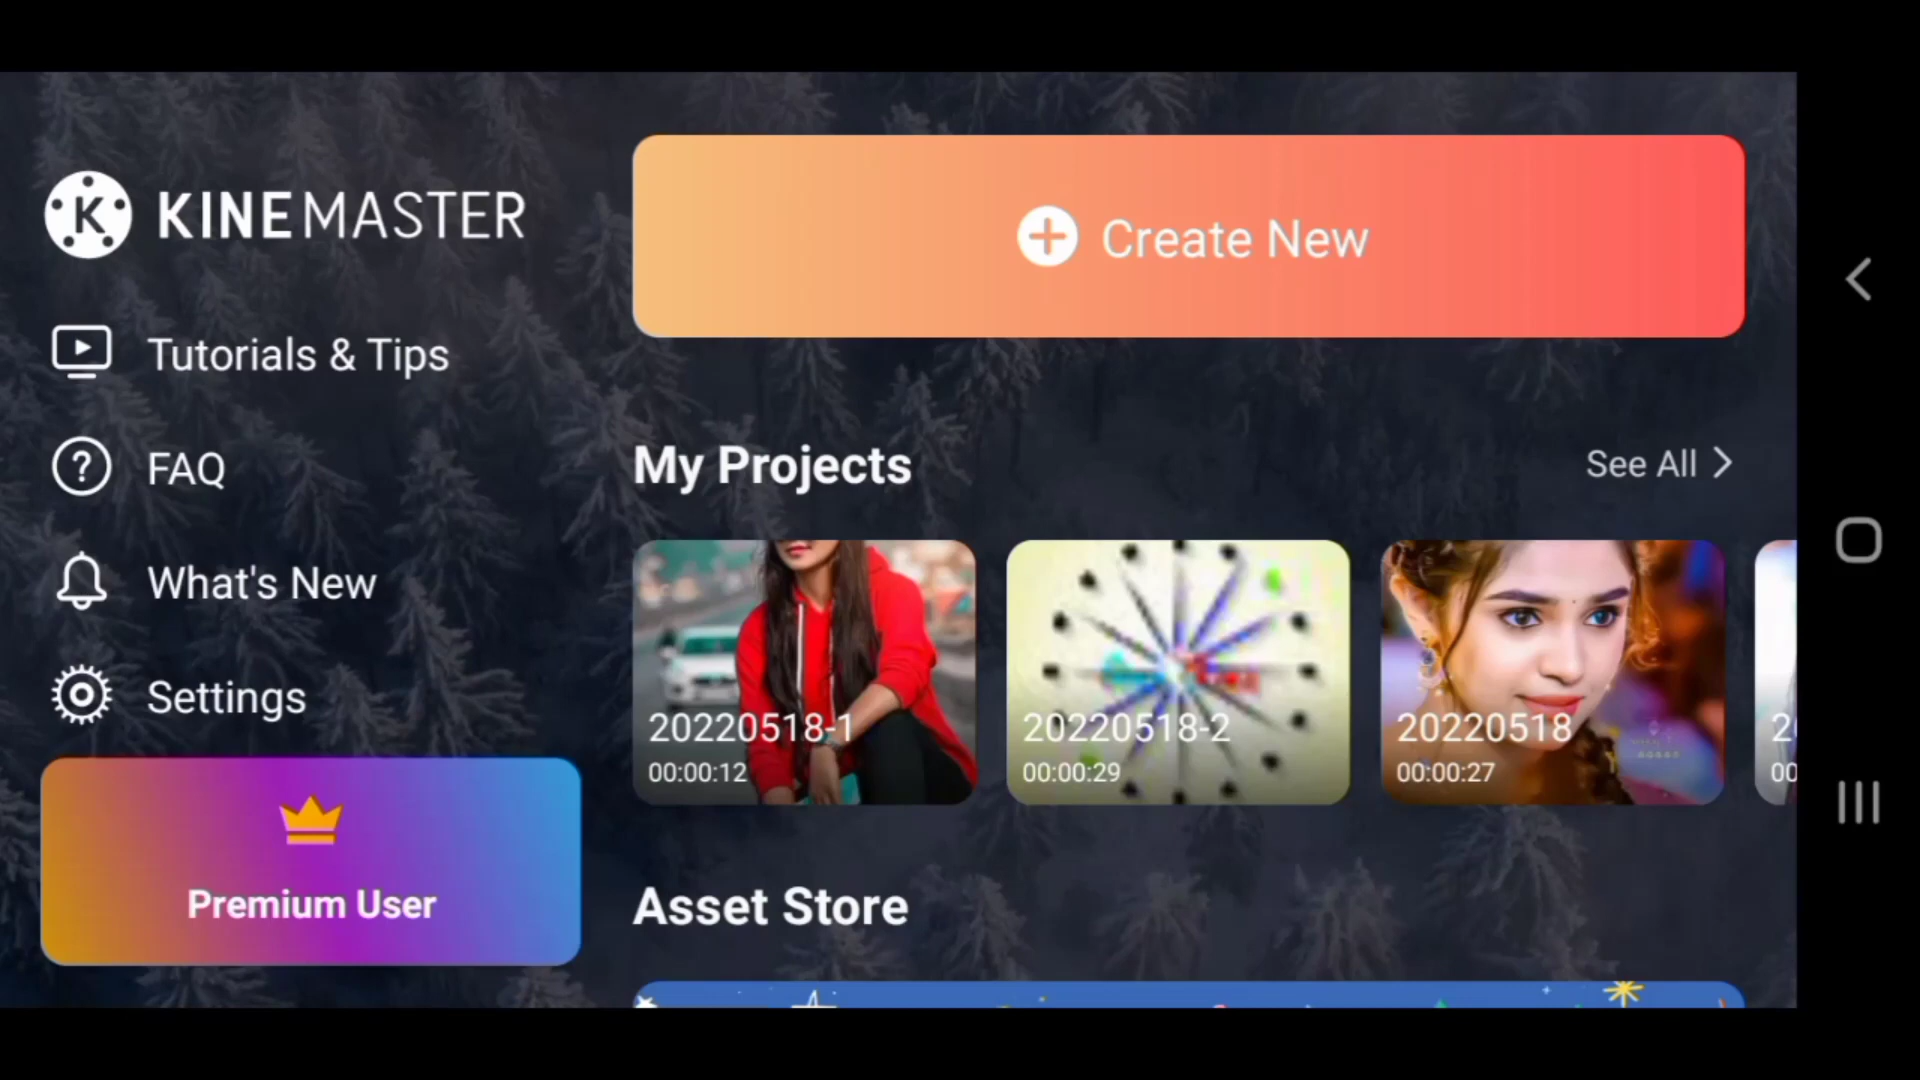 KINEMASTER
Tutorials & Tips
FAQ
What's New
Settings
Premium User
Create New
My Projects
See All
20220518-1
00:00:12
20220518-2
00:00:29
20220518
00:00:27
Asset Store